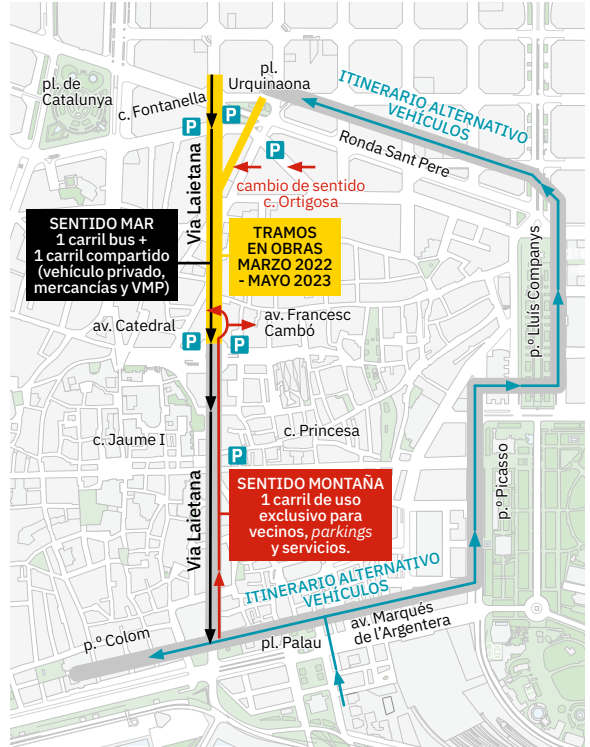 pl.
Urquinaona
ITINERARIO ALTERNATIVO
VEHÍCULOS
pl. de
Catalunya
c. Fontanella
P
P
P
Ronda Sant Pere
Via Laietana
cambio de sentido
c. Ortigosa
SENTIDO MAR
1 carril bus +
1 carril compartido
(vehículo privado,
mercancías y VMP)
TRAMOS
EN OBRAS
MARZO 2022
- MAYO 2023
p.º Lluís Companys
av. Catedral
av. Francesc
Cambó
P
P
c. Jaume I
c. Princesa
P
p.º Picasso
Via Laietana
SENTIDO MONTAÑA
1 carril de uso
exclusivo para
vecinos, parkings
y servicios.
ITINERARIO ALTERNATIVO
VEHÍCULOS
p.º Colom
pl. Palau
av. Marqués
de l'Argentera